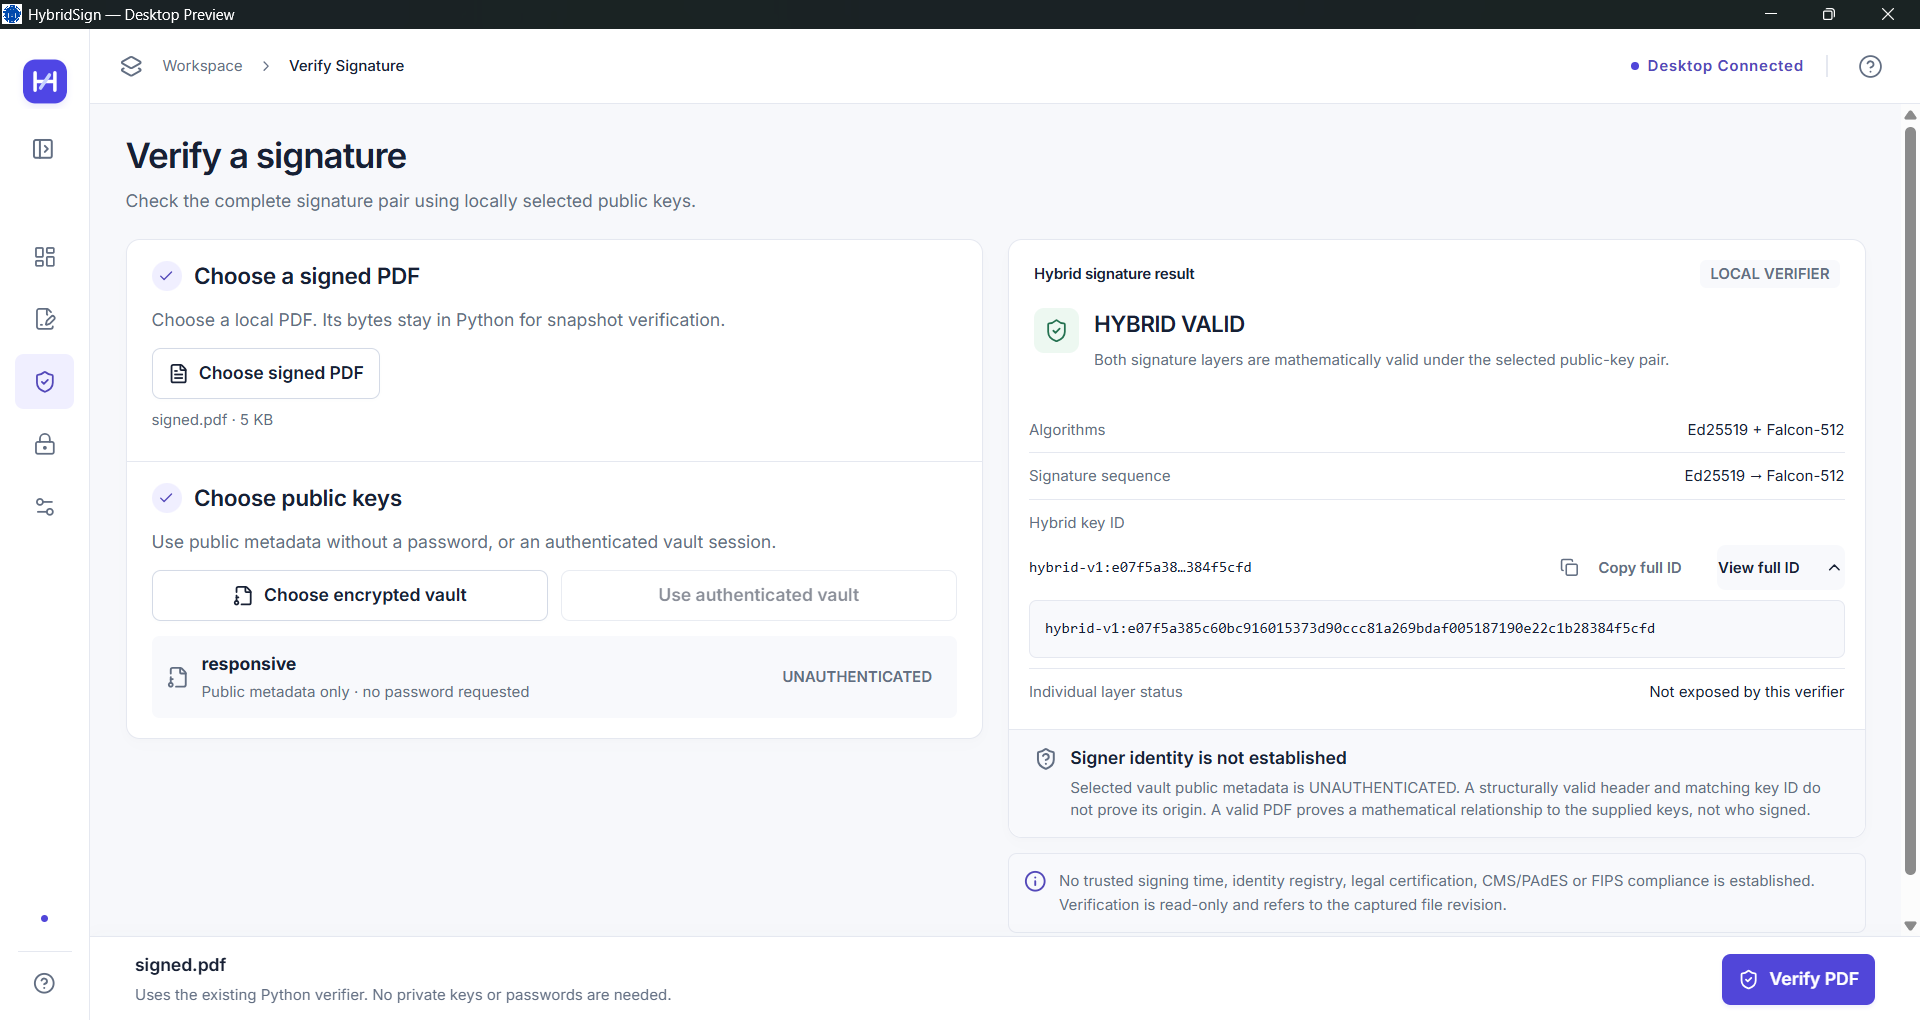 HybridSign — Desktop Preview
Workspace > Verify Signature
Desktop Connected
Verify a signature
Check the complete signature pair using locally selected public keys.
Choose a signed PDF
Choose a local PDF. Its bytes stay in Python for snapshot verification.
Choose signed PDF
signed.pdf · 5 KB
Choose public keys
Use public metadata without a password, or an authenticated vault session.
Choose encrypted vault
Use authenticated vault
responsive
Public metadata only · no password requested
UNAUTHENTICATED
Hybrid signature result
LOCAL VERIFIER
HYBRID VALID
Both signature layers are mathematically valid under the selected public-key pair.
Algorithms
Ed25519 + Falcon-512
Signature sequence
Ed25519 → Falcon-512
Hybrid key ID
hybrid-v1:e07f5a38…384f5cfd
Copy full ID
View full ID
hybrid-v1:e07f5a385c60bc916015373d90ccc81a269bdaf005187190e22c1b28384f5cfd
Individual layer status
Not exposed by this verifier
Signer identity is not established
Selected vault public metadata is UNAUTHENTICATED. A structurally valid header and matching key ID do
not prove its origin. A valid PDF proves a mathematical relationship to the supplied keys, not who signed.
No trusted signing time, identity registry, legal certification, CMS/PAdES or FIPS compliance is established.
Verification is read-only and refers to the captured file revision.
signed.pdf
Uses the existing Python verifier. No private keys or passwords are needed.
Verify PDF